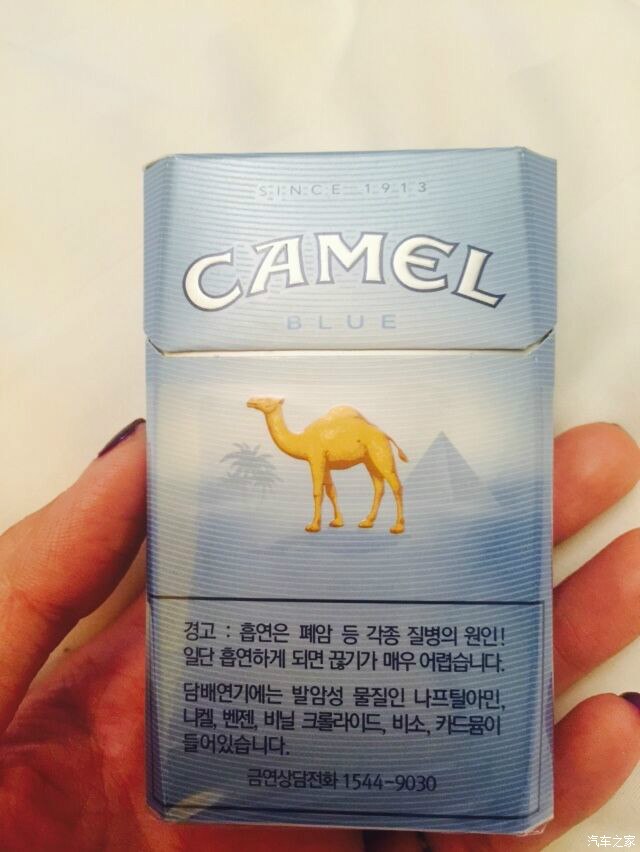 SINCE 1913
CAMEL
BLUE
경고 : 흡연은 폐암 등 각종 질병의 원인!
일단 흡연하게 되면 끊기가 매우 어렵습니다.
담배연기에는 발암성 물질인 나프틸아민,
니켈, 벤젠, 비닐 크롤라이드, 비소, 카드뮴이
들어있습니다.
금연상담전화 1544-9030
汽车之家